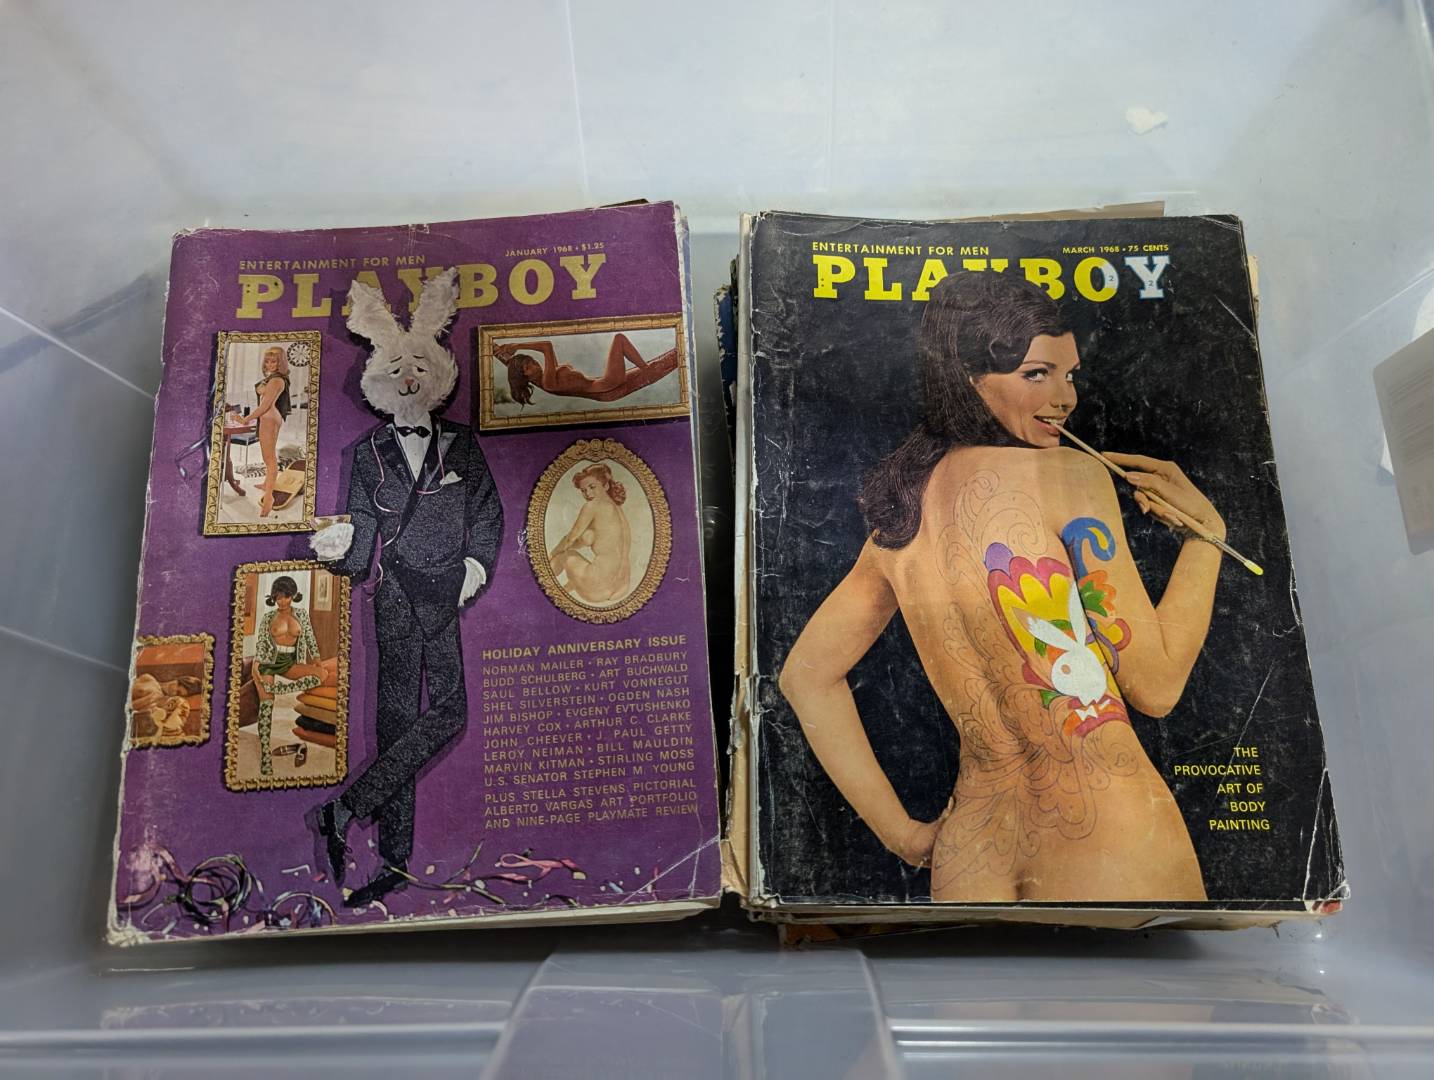 ENTERTAINMENT FOR MEN
JANUARY 1968 • $1.25
PLAYBOY
HOLIDAY ANNIVERSARY ISSUE
NORMAN MAILER • RAY BRADBURY
BUDD SCHULBERG • ART BUCHWALD
SAUL BELLOW • KURT VONNEGUT
SHEL SILVERSTEIN • OGDEN NASH
JIM BISHOP • EVGENY EVTUSHENKO
HARVEY COX • ARTHUR C. CLARKE
JOHN CHEEVER • J. PAUL GETTY
LEROY NEIMAN • BILL MAULDIN
MARVIN KITMAN • STIRLING MOSS
U.S. SENATOR STEPHEN M. YOUNG
PLUS STELLA STEVENS PICTORIAL
ALBERTO VARGAS ART PORTFOLIO
AND NINE-PAGE PLAYMATE REVIEW
ENTERTAINMENT FOR MEN
MARCH 1968 • 75 CENTS
PLAYBOY
2
2
THE
PROVOCATIVE
ART OF
BODY
PAINTING